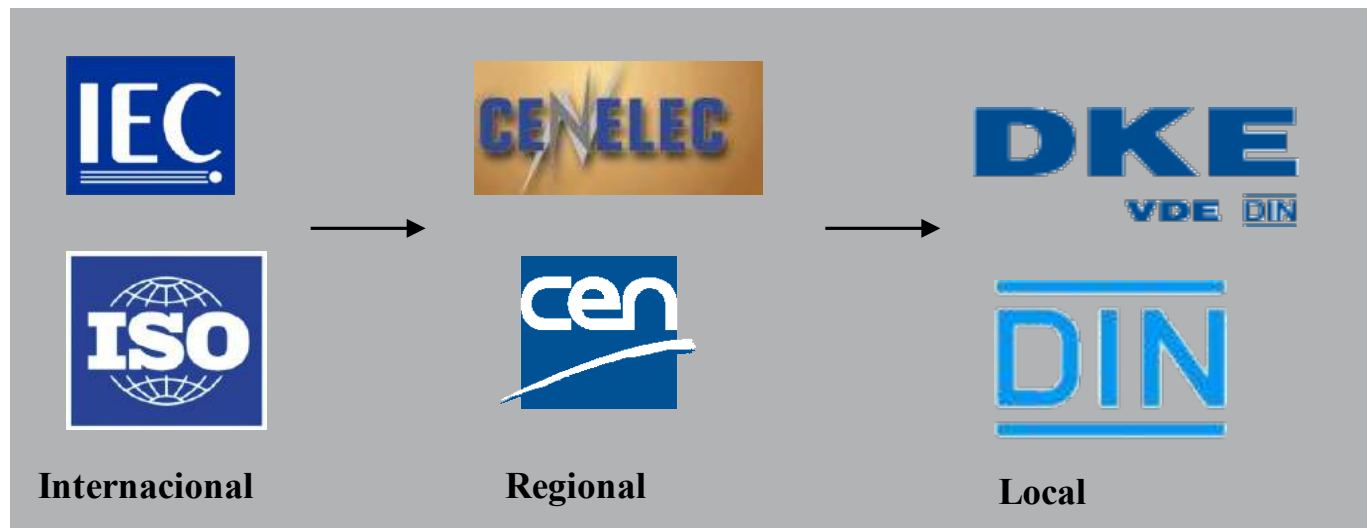 IEC
CENELEC
DKE
VDE DIN
ISO
cen
DIN
Internacional
Regional
Local